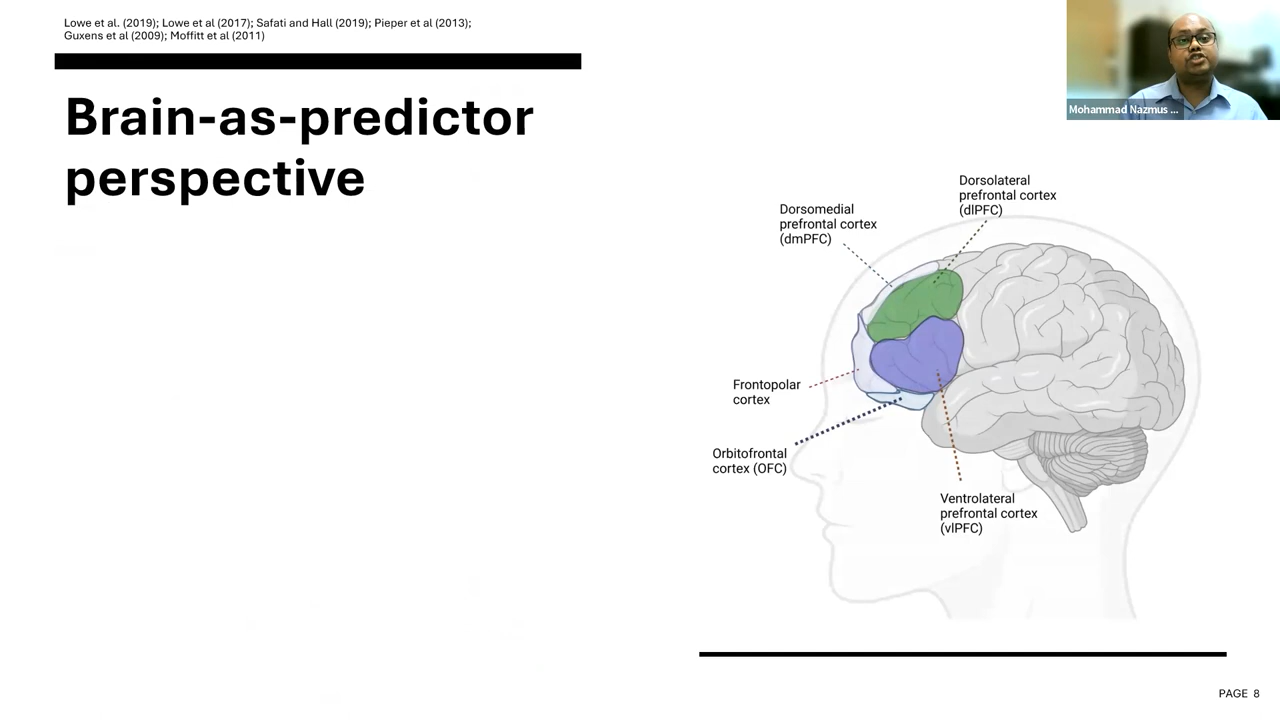 Lowe et al. (2019); Lowe et al (2017); Safati and Hall (2019); Pieper et al (2013);
Guxens et al (2009); Moffitt et al (2011)
Brain-as-predictor
perspective
Mohammad Nazmus ...
Dorsolateral
prefrontal cortex
(dlPFC)
Dorsomedial
prefrontal cortex
(dmPFC)
Frontopolar
cortex
Orbitofrontal
cortex (OFC)
Ventrolateral
prefrontal cortex
(vlPFC)
PAGE 8